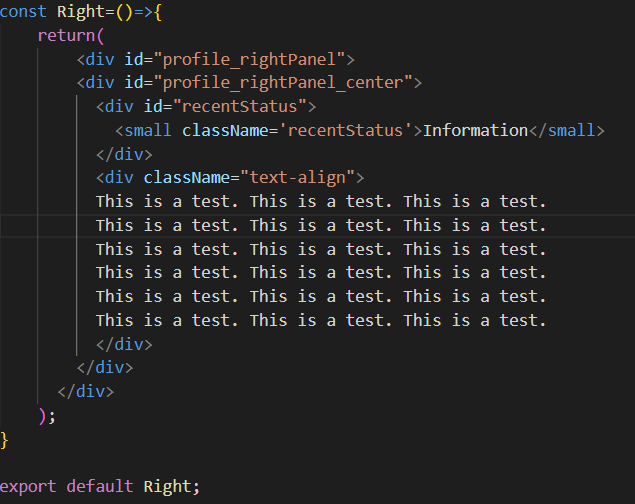 const Right=()=>{
    return(
        <div id="profile_rightPanel">
        <div id="profile_rightPanel_center">
          <div id="recentStatus">
            <small className='recentStatus'>Information</small>
          </div>
          <div className="text-align">
          This is a test. This is a test. This is a test.
          This is a test. This is a test. This is a test.
          This is a test. This is a test. This is a test.
          This is a test. This is a test. This is a test.
          This is a test. This is a test. This is a test.
          This is a test. This is a test. This is a test.
          </div>
        </div>
      </div>
    );
}

export default Right;